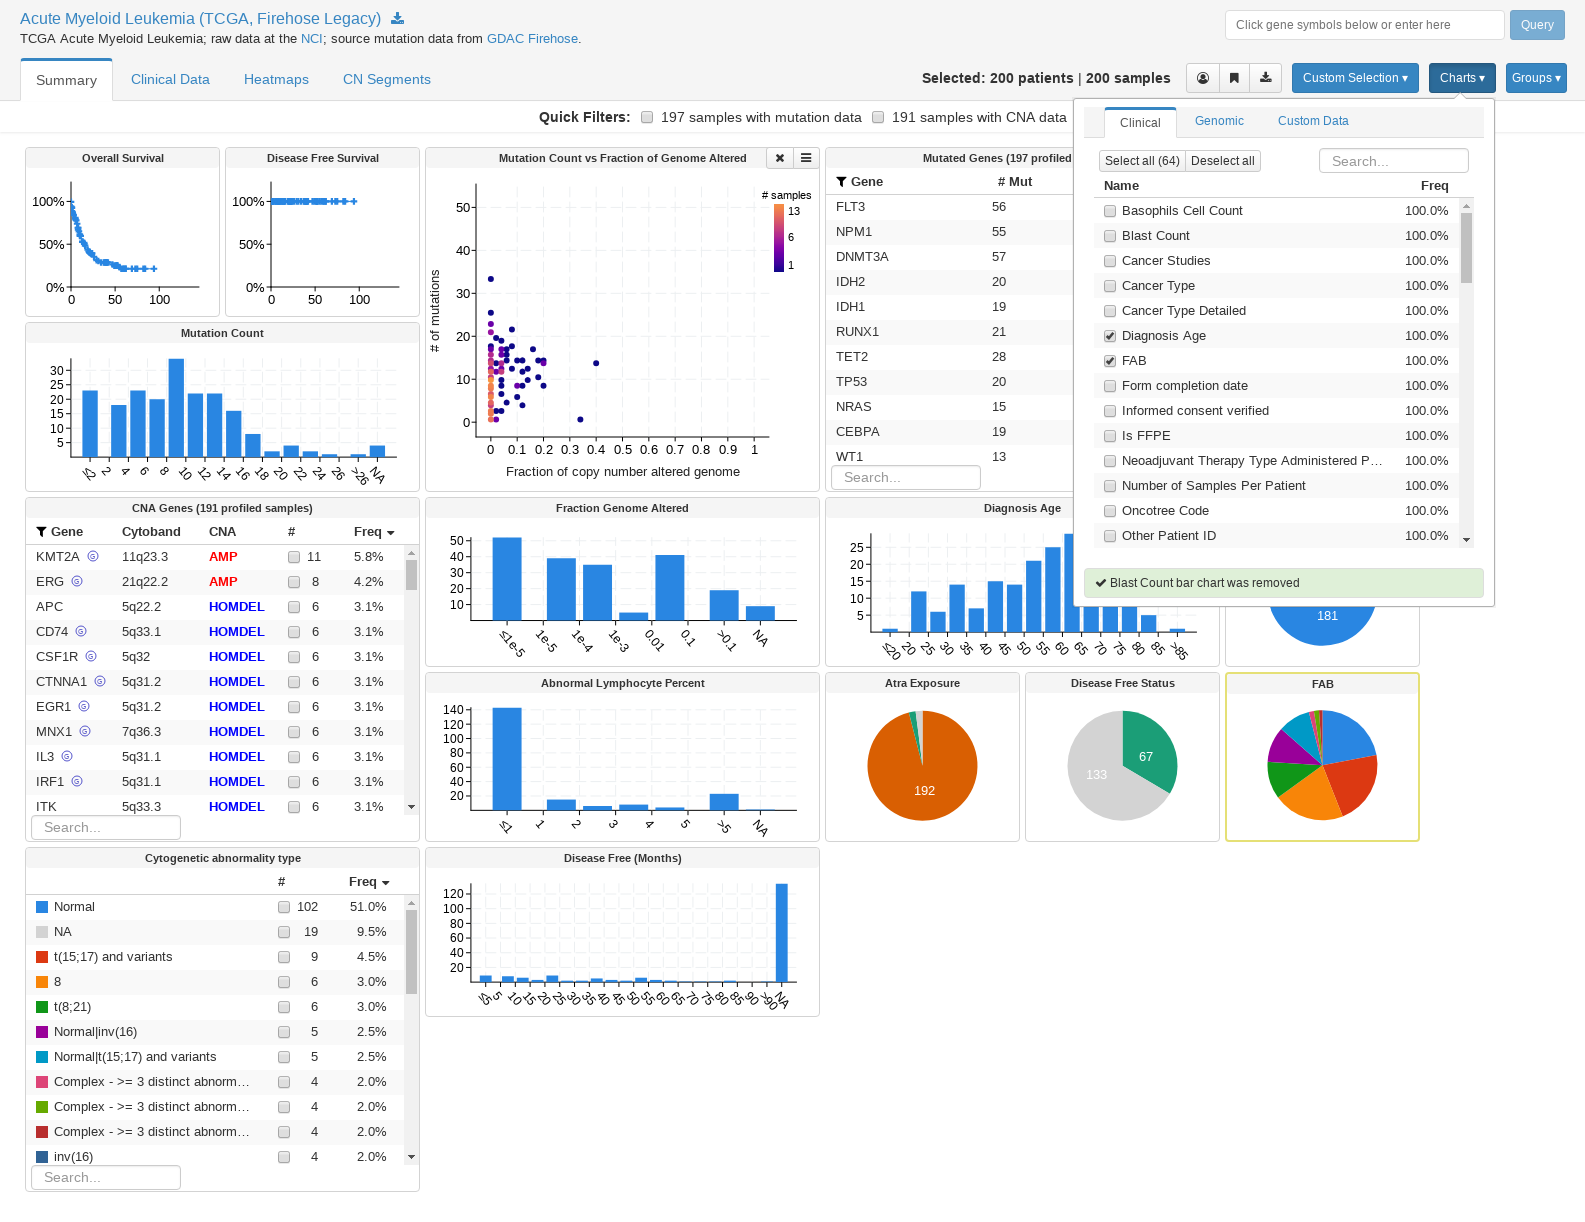 Acute Myeloid Leukemia (TCGA, Firehose Legacy)
Click gene symbols below or enter here
Query
TCGA Acute Myeloid Leukemia; raw data at the NCI; source mutation data from GDAC Firehose.
Summary
Clinical Data
Heatmaps
CN Segments
Selected: 200 patients | 200 samples
Custom Selection ▾
Charts ▾
Groups ▾
Quick Filters:
197 samples with mutation data
191 samples with CNA data
Clinical
Genomic
Custom Data
Select all (64)
Deselect all
Search...
Name Freq
Basophils Cell Count 100.0%
Blast Count 100.0%
Cancer Studies 100.0%
Cancer Type 100.0%
Cancer Type Detailed 100.0%
Diagnosis Age 100.0%
FAB 100.0%
Form completion date 100.0%
Informed consent verified 100.0%
Is FFPE 100.0%
Neoadjuvant Therapy Type Administered P… 100.0%
Number of Samples Per Patient 100.0%
Oncotree Code 100.0%
Other Patient ID 100.0%
Blast Count bar chart was removed
Overall Survival
100%
50%
0%
0 50 100
Disease Free Survival
100%
50%
0%
0 50 100
Mutation Count vs Fraction of Genome Altered
# samples
13
6
1
# of mutations
50
40
30
20
10
0
0 0.1 0.2 0.3 0.4 0.5 0.6 0.7 0.8 0.9 1
Fraction of copy number altered genome
Mutated Genes (197 profiled
Gene # Mut
FLT3 56
NPM1 55
DNMT3A 57
IDH2 20
IDH1 19
RUNX1 21
TET2 28
TP53 20
NRAS 15
CEBPA 19
WT1 13
Search...
Mutation Count
30
25
20
15
10
5
≤2 2 4 6 8 10 12 14 16 18 20 22 24 26 >26 NA
CNA Genes (191 profiled samples)
Gene Cytoband CNA # Freq
KMT2A G 11q23.3 AMP 11 5.8%
ERG G 21q22.2 AMP 8 4.2%
APC 5q22.2 HOMDEL 6 3.1%
CD74 G 5q33.1 HOMDEL 6 3.1%
CSF1R G 5q32 HOMDEL 6 3.1%
CTNNA1 G 5q31.2 HOMDEL 6 3.1%
EGR1 G 5q31.2 HOMDEL 6 3.1%
MNX1 G 7q36.3 HOMDEL 6 3.1%
IL3 G 5q31.1 HOMDEL 6 3.1%
IRF1 G 5q31.1 HOMDEL 6 3.1%
ITK 5q33.3 HOMDEL 6 3.1%
Search...
Fraction Genome Altered
50
40
30
20
10
≤1e-5 1e-5 1e-4 1e-3 0.01 0.1 >0.1 NA
Diagnosis Age
25
20
15
10
5
≤20 20 25 30 35 40 45 50 55 60 65 70 75 80 85 >85
181
Abnormal Lymphocyte Percent
140
120
100
80
60
40
20
≤1 1 2 3 4 5 >5 NA
Atra Exposure
192
Disease Free Status
67
133
FAB
Cytogenetic abnormality type
# Freq
Normal 102 51.0%
NA 19 9.5%
t(15;17) and variants 9 4.5%
8 6 3.0%
t(8;21) 6 3.0%
Normal|inv(16) 5 2.5%
Normal|t(15;17) and variants 5 2.5%
Complex - >= 3 distinct abnorm… 4 2.0%
Complex - >= 3 distinct abnorm… 4 2.0%
Complex - >= 3 distinct abnorm… 4 2.0%
inv(16) 4 2.0%
Search...
Disease Free (Months)
120
100
80
60
40
20
≤5 5 10 15 20 25 30 35 40 45 50 55 60 65 70 75 80 85 90 >90 NA